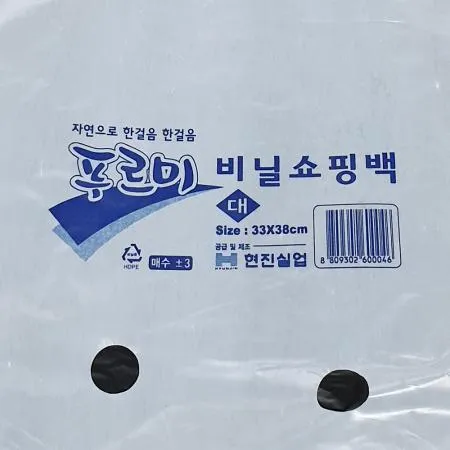 자연으로 한걸음 한걸음
푸르미 비닐쇼핑백
대
Size : 33X38cm
공급 및 제조
현진실업
HYUNJIN
HDPE
매수 ±3
8 809302 600046